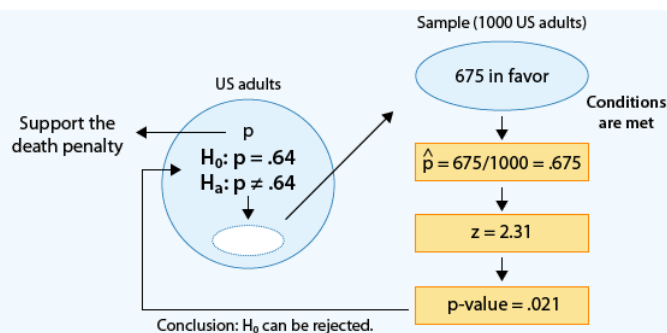 Sample (1000 US adults)
675 in favor
Conditions
are met
US adults
Support the
death penalty
p
H₀: p = .64
Hₐ: p ≠ .64
p̂ = 675/1000 = .675
z = 2.31
p-value = .021
Conclusion: H₀ can be rejected.